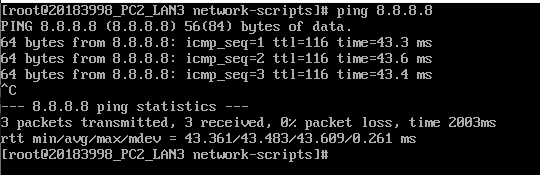 [root@20183998_PC2_LAN3 network-scripts]# ping 8.8.8.8
PING 8.8.8.8 (8.8.8.8) 56(84) bytes of data.
64 bytes from 8.8.8.8: icmp_seq=1 ttl=116 time=43.3 ms
64 bytes from 8.8.8.8: icmp_seq=2 ttl=116 time=43.6 ms
64 bytes from 8.8.8.8: icmp_seq=3 ttl=116 time=43.4 ms
^C
--- 8.8.8.8 ping statistics ---
3 packets transmitted, 3 received, 0% packet loss, time 2003ms
rtt min/avg/max/mdev = 43.361/43.483/43.609/0.261 ms
[root@20183998_PC2_LAN3 network-scripts]#